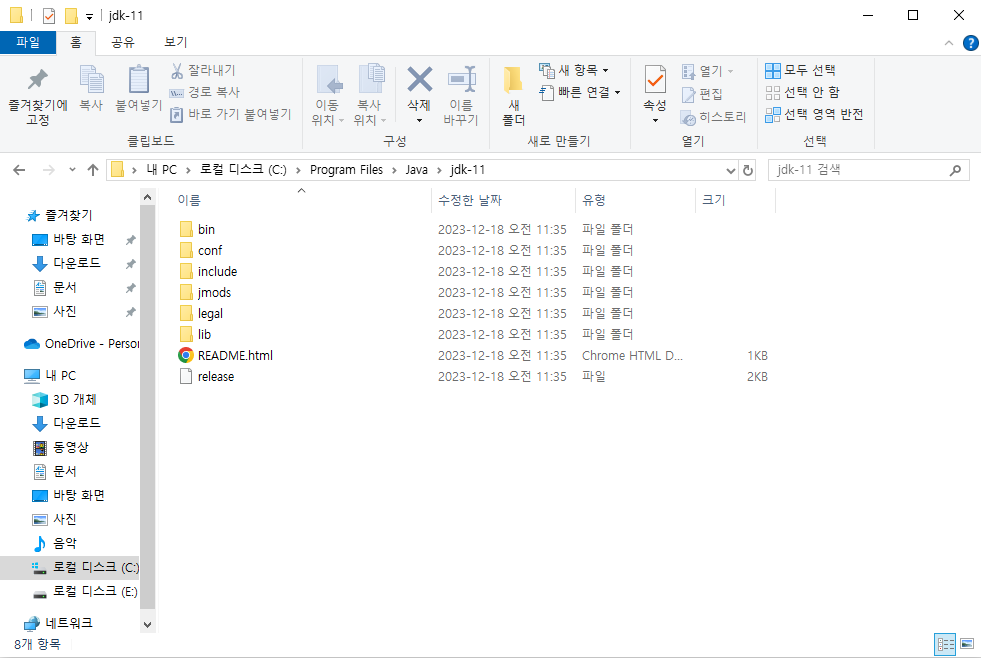 jdk-11
파일 홈 공유 보기
즐겨찾기에 고정
복사
붙여넣기
잘라내기
경로 복사
바로 가기 붙여넣기
클립보드
이동 위치
복사 위치
삭제
이름 바꾸기
구성
새 폴더
새 항목
빠른 연결
새로 만들기
속성
열기
편집
히스토리
열기
모두 선택
선택 안 함
선택 영역 반전
선택
내 PC > 로컬 디스크 (C:) > Program Files > Java > jdk-11
jdk-11 검색
즐겨찾기
바탕 화면
다운로드
문서
사진
OneDrive - Person
내 PC
3D 개체
다운로드
동영상
문서
바탕 화면
사진
음악
로컬 디스크 (C:)
로컬 디스크 (E:)
네트워크
이름 수정한 날짜 유형 크기
bin 2023-12-18 오전 11:35 파일 폴더
conf 2023-12-18 오전 11:35 파일 폴더
include 2023-12-18 오전 11:35 파일 폴더
jmods 2023-12-18 오전 11:35 파일 폴더
legal 2023-12-18 오전 11:35 파일 폴더
lib 2023-12-18 오전 11:35 파일 폴더
README.html 2023-12-18 오전 11:35 Chrome HTML D... 1KB
release 2023-12-18 오전 11:35 파일 2KB
8개 항목